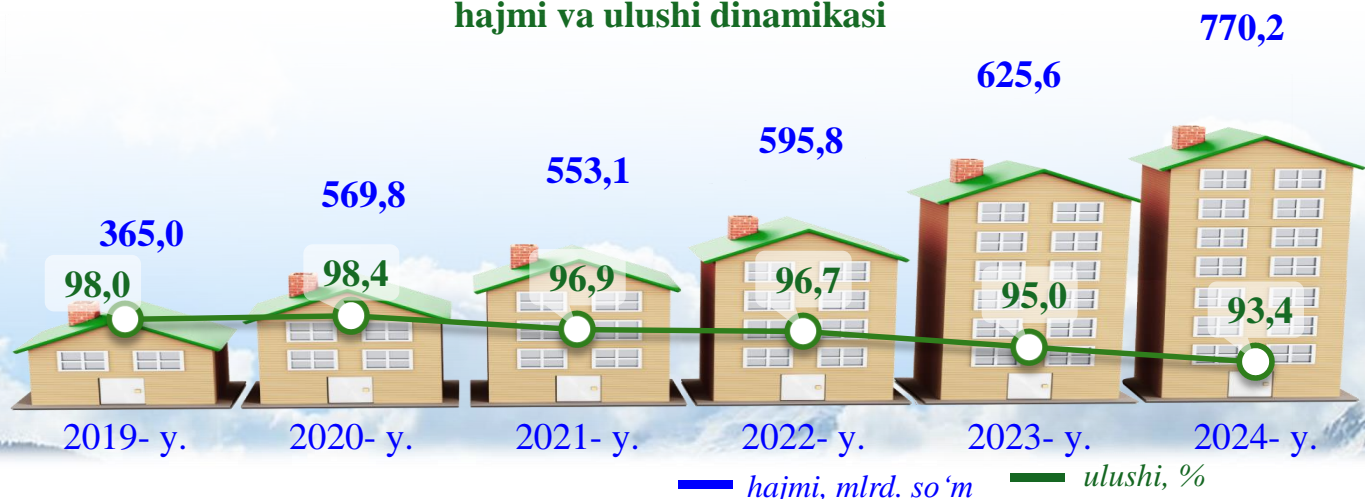 hajmi va ulushi dinamikasi
770,2
625,6
595,8
553,1
569,8
365,0
98,0
98,4
96,9
96,7
95,0
93,4
2019- y.
2020- y.
2021- y.
2022- y.
2023- y.
2024- y.
hajmi, mlrd. so‘m
ulushi, %